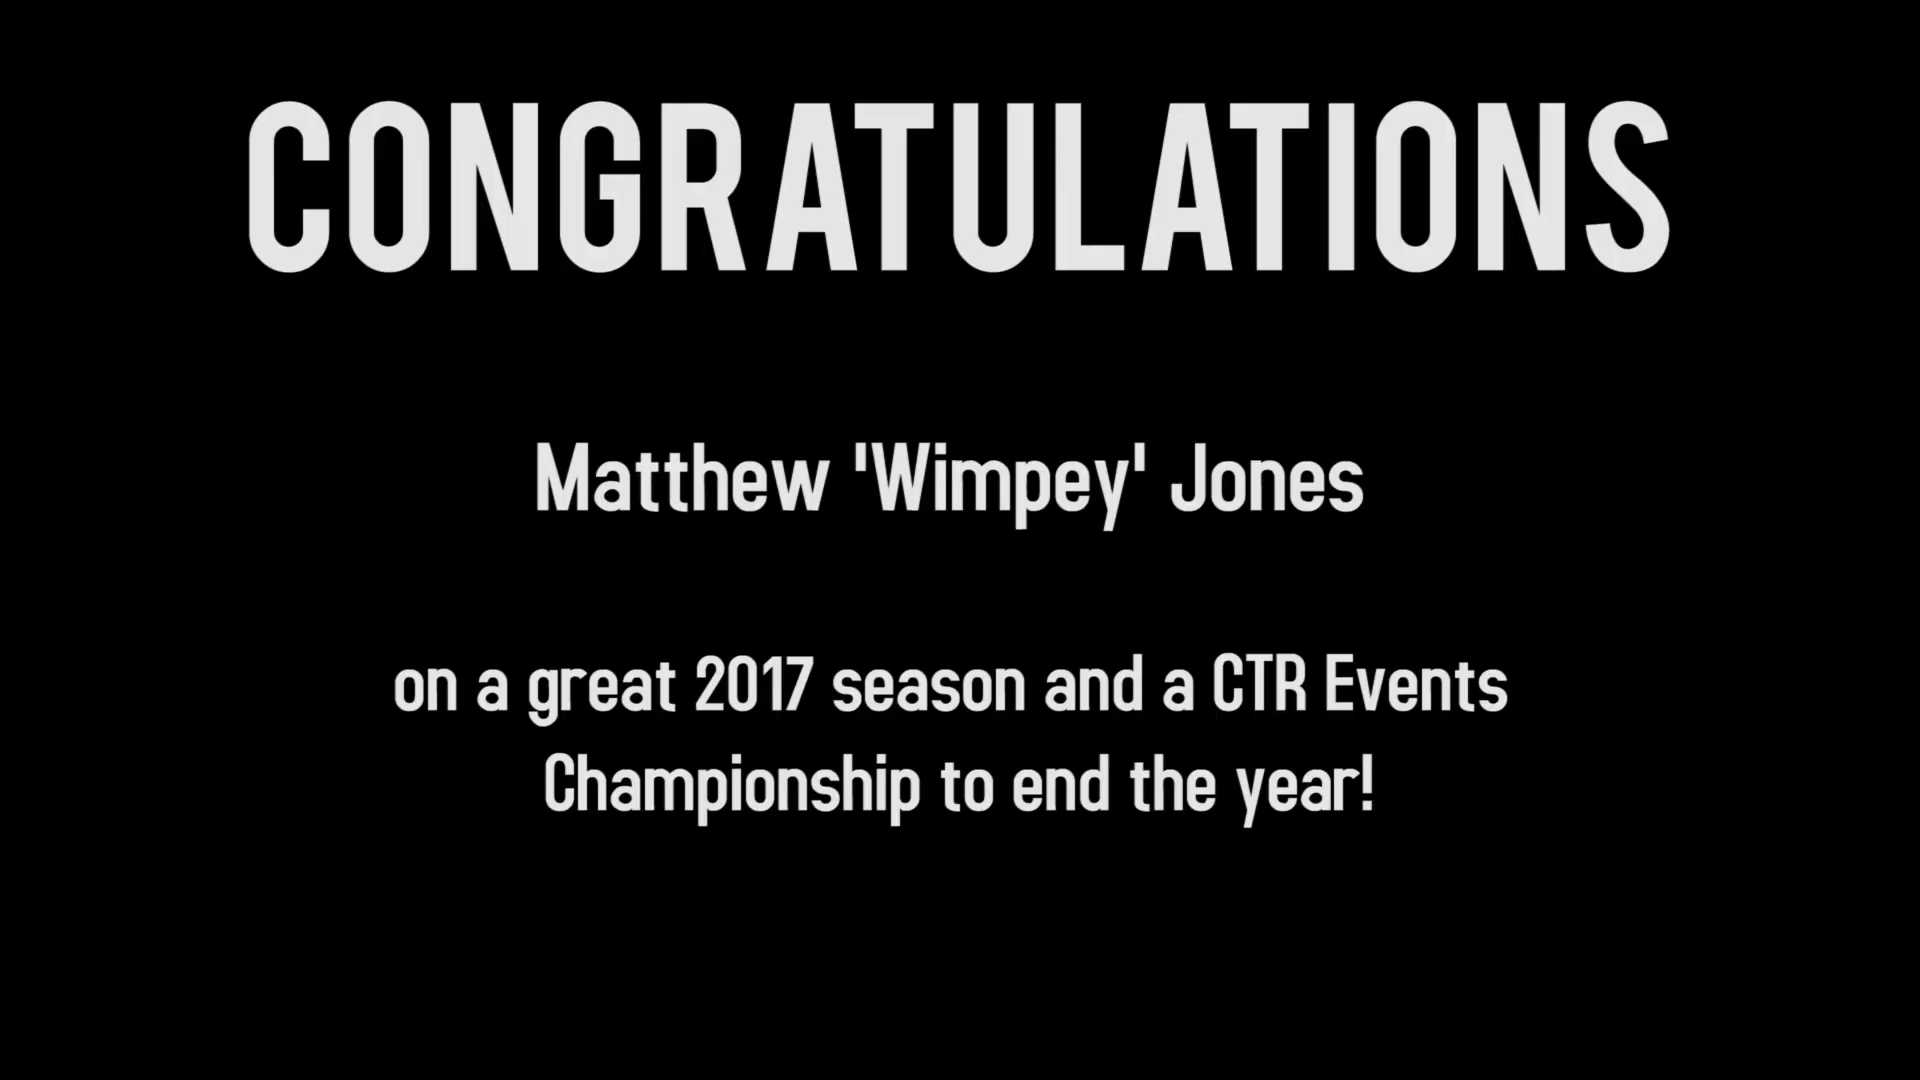 CONGRATULATIONS
Matthew 'Wimpey' Jones
on a great 2017 season and a CTR Events
Championship to end the year!